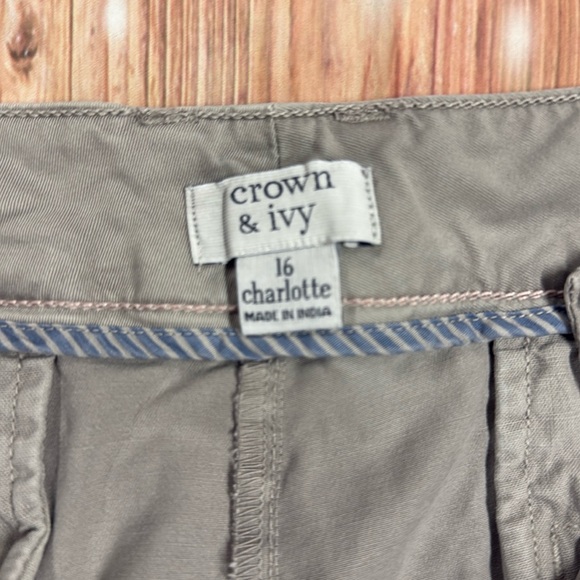 crown
& ivy
16
charlotte
MADE IN INDIA